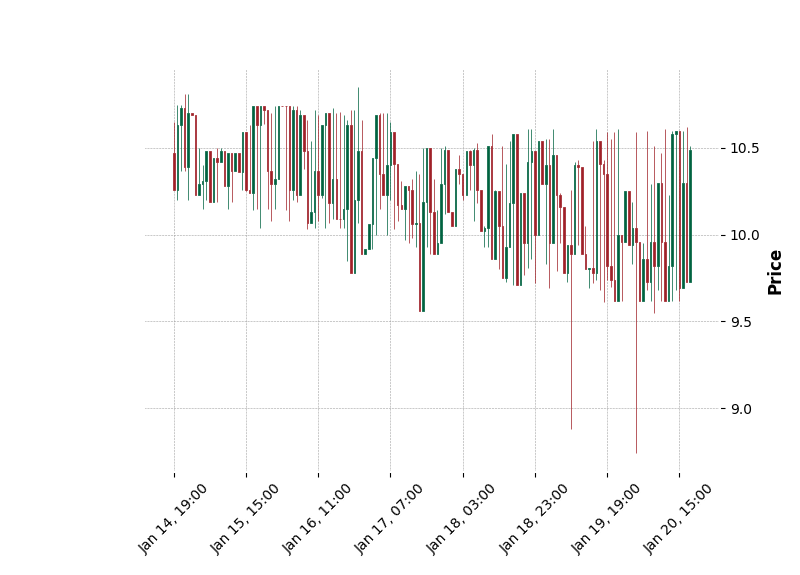 10.5
10.0
9.5
9.0
Price
Jan 14, 19:00
Jan 15, 15:00
Jan 16, 11:00
Jan 17, 07:00
Jan 18, 03:00
Jan 18, 23:00
Jan 19, 19:00
Jan 20, 15:00